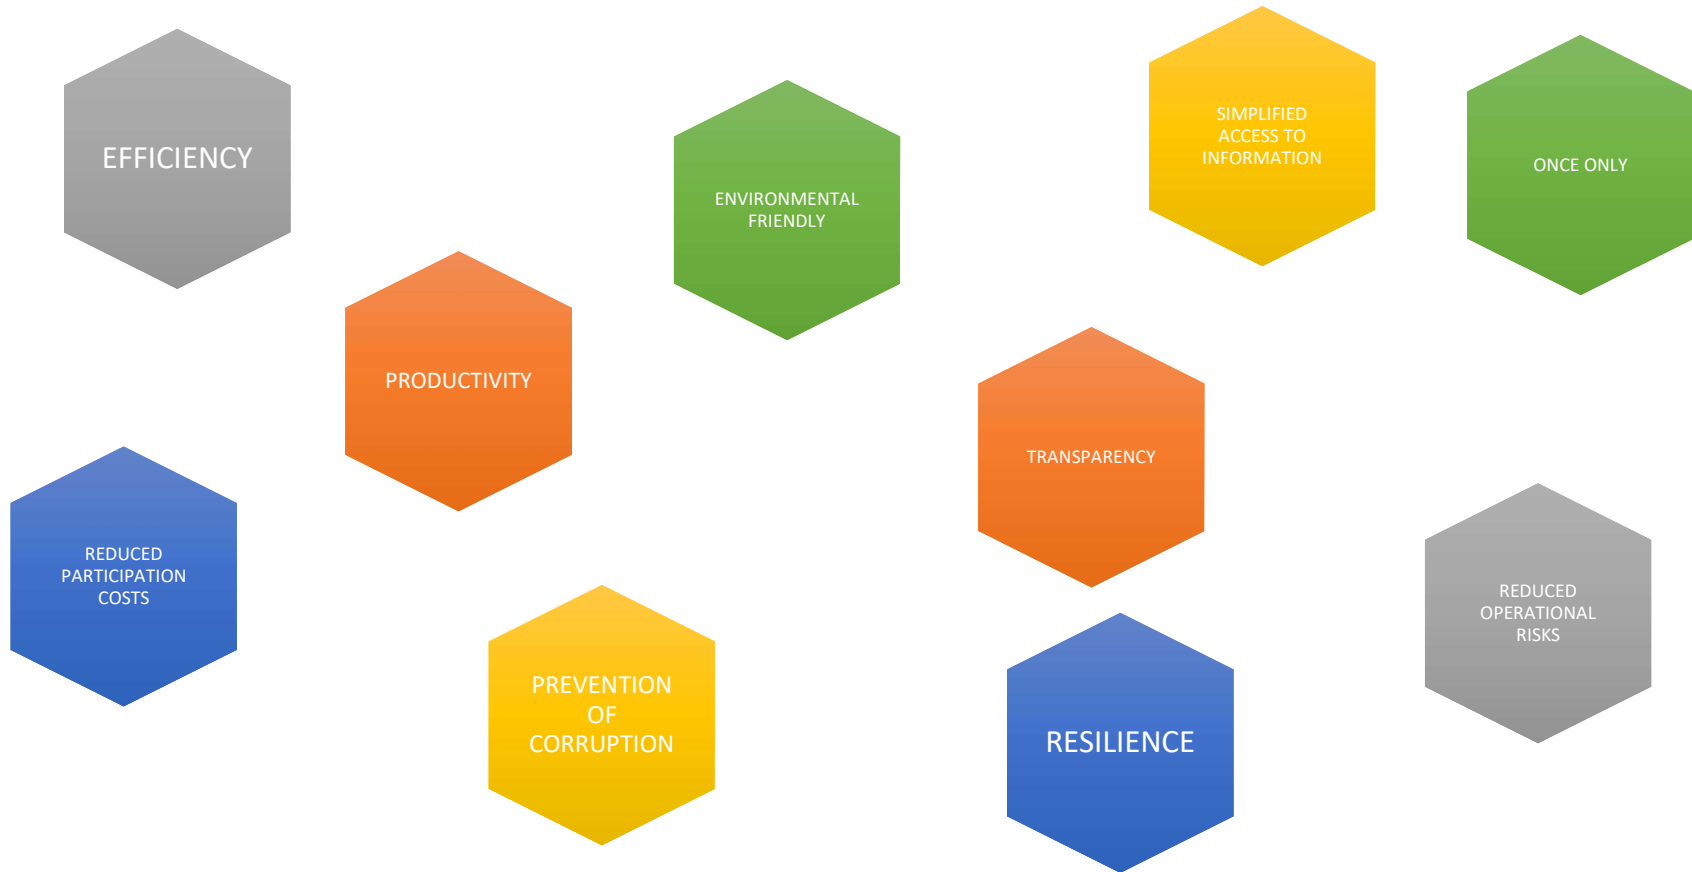 EFFICIENCY
ENVIRONMENTAL
FRIENDLY
SIMPLIFIED
ACCESS TO
INFORMATION
ONCE ONLY
PRODUCTIVITY
TRANSPARENCY
REDUCED
PARTICIPATION
COSTS
PREVENTION
OF
CORRUPTION
RESILIENCE
REDUCED
OPERATIONAL
RISKS